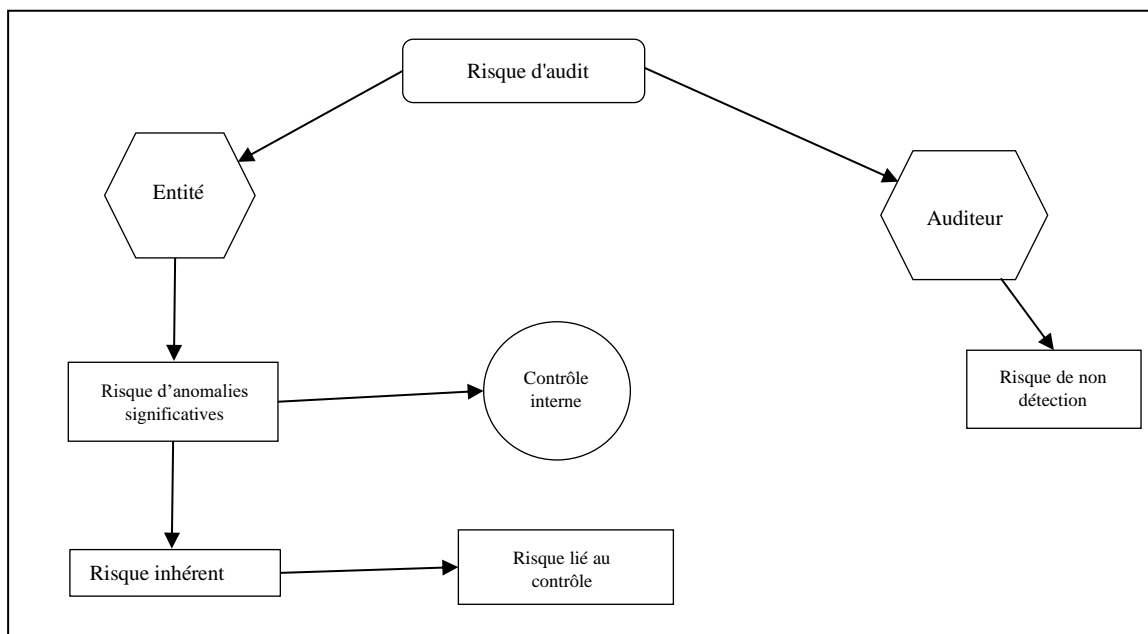 Risque d'audit
Entité
Auditeur
Risque d’anomalies
significatives
Contrôle
interne
Risque de non
détection
Risque inhérent
Risque lié au
contrôle